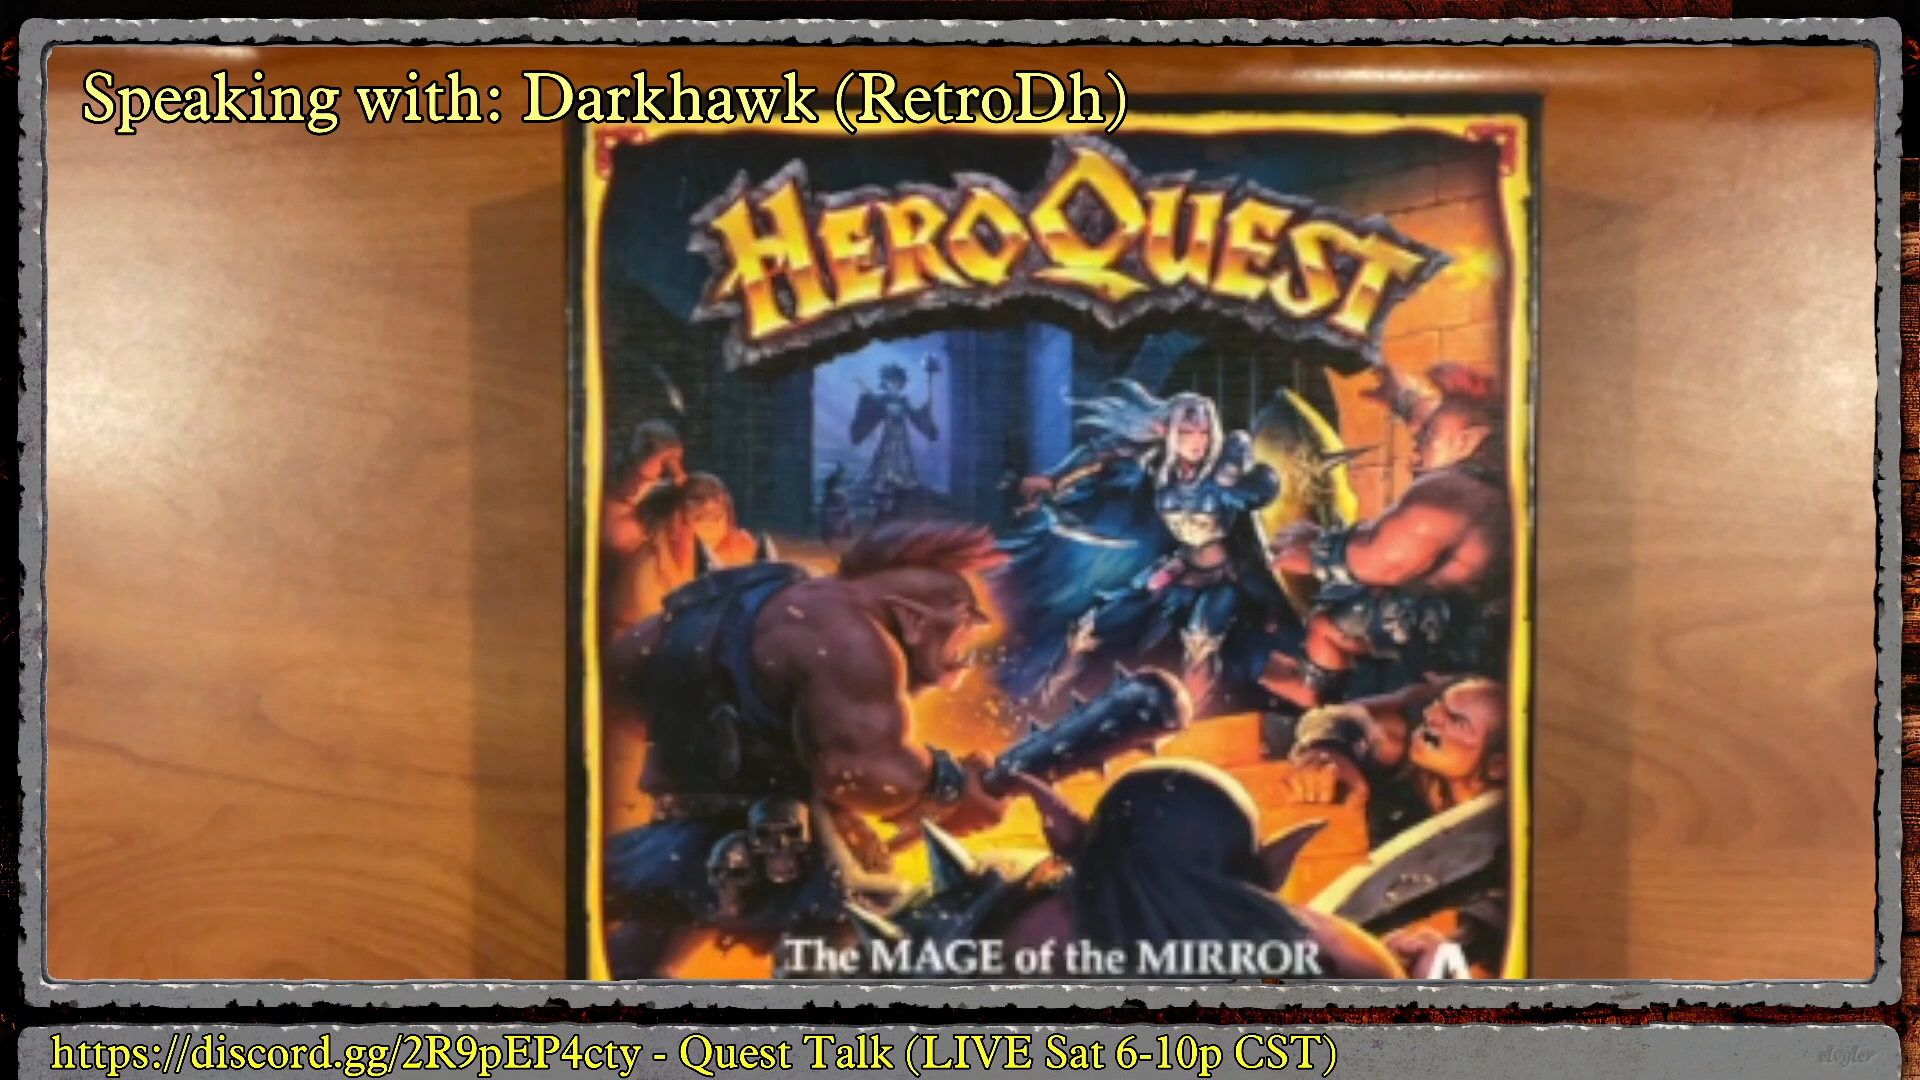 Speaking with: Darkhawk (RetroDh)
HEROQUEST
The MAGE of the MIRROR
https://discord.gg/2R9pEP4cty - Quest Talk (LIVE Sat 6-10p CST)